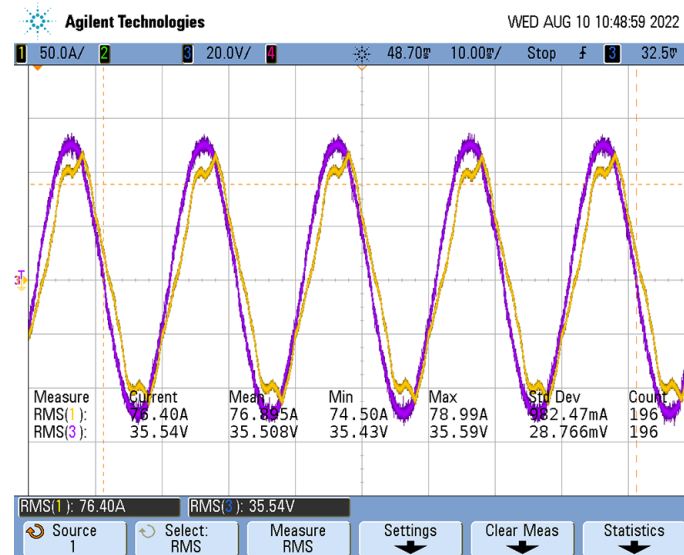 Agilent Technologies WED AUG 10 10:48:59 2022
1 50.0A/ 2 3 20.0V/ 4 48.70ms 10.00ms/ Stop 3 32.5V
3
Measure Current Mean Min Max Std Dev Count
RMS(1): 76.40A 76.895A 74.50A 78.99A 982.47mA 196
RMS(3): 35.54V 35.508V 35.43V 35.59V 28.766mV 196
RMS(1): 76.40A RMS(3): 35.54V
Source Select: Measure Settings Clear Meas Statistics
1 RMS RMS